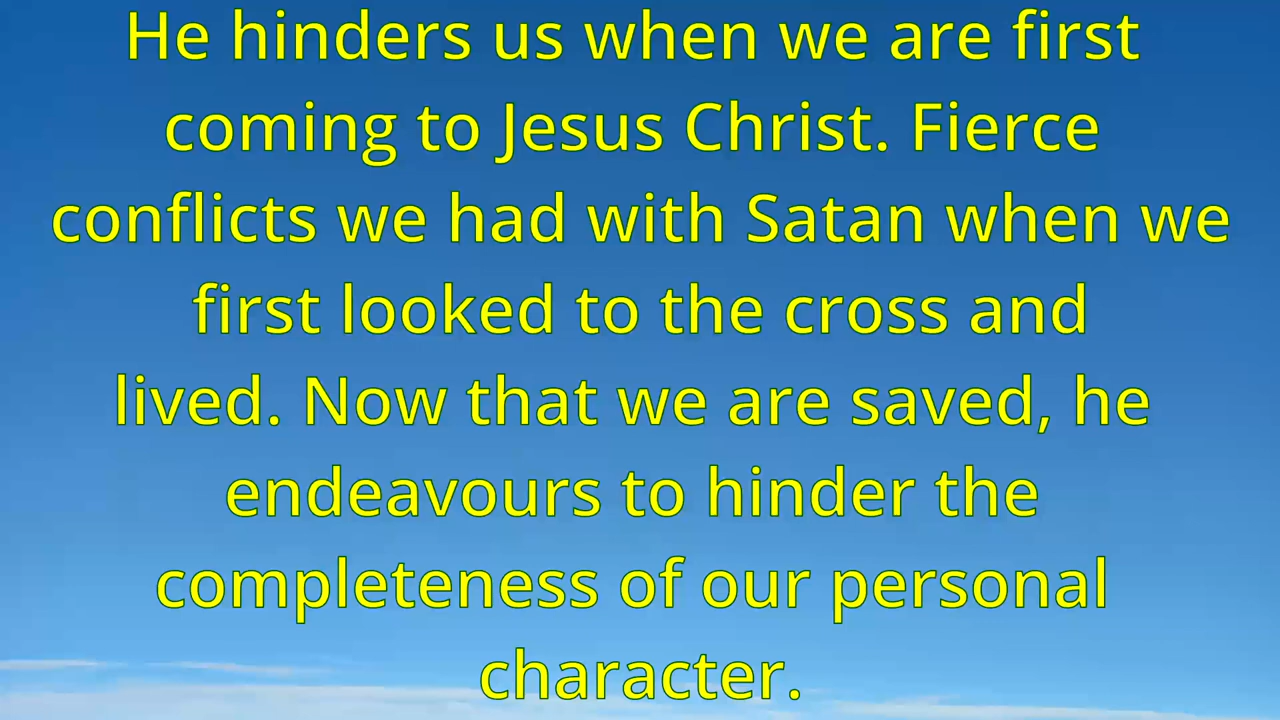 He hinders us when we are first
coming to Jesus Christ. Fierce
conflicts we had with Satan when we
first looked to the cross and
lived. Now that we are saved, he
endeavours to hinder the
completeness of our personal
character.